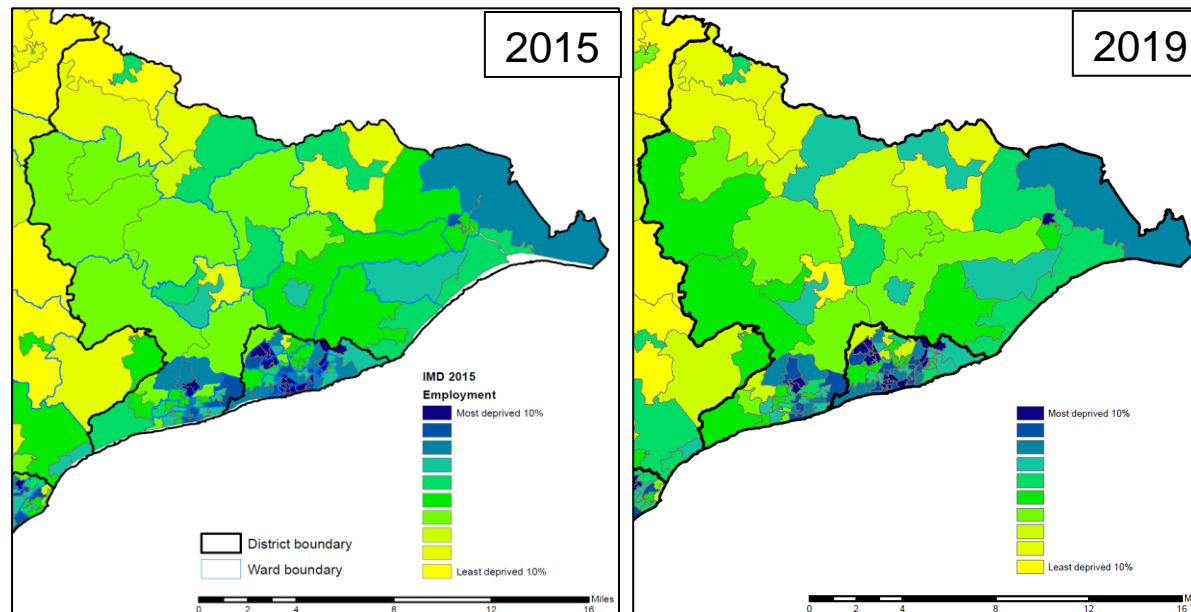 2015
IMD 2015
Employment
Most deprived 10%
Least deprived 10%
District boundary
Ward boundary
Miles
0 2 4 8 12 16
2019
Most deprived 10%
Least deprived 10%
M
0 2 4 8 12 16